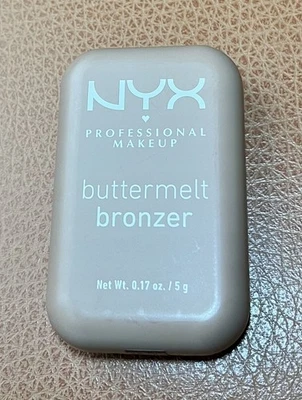 NYX
PROFESSIONAL
MAKEUP
buttermelt
bronzer
Net Wt. 0.17 oz. / 5 g